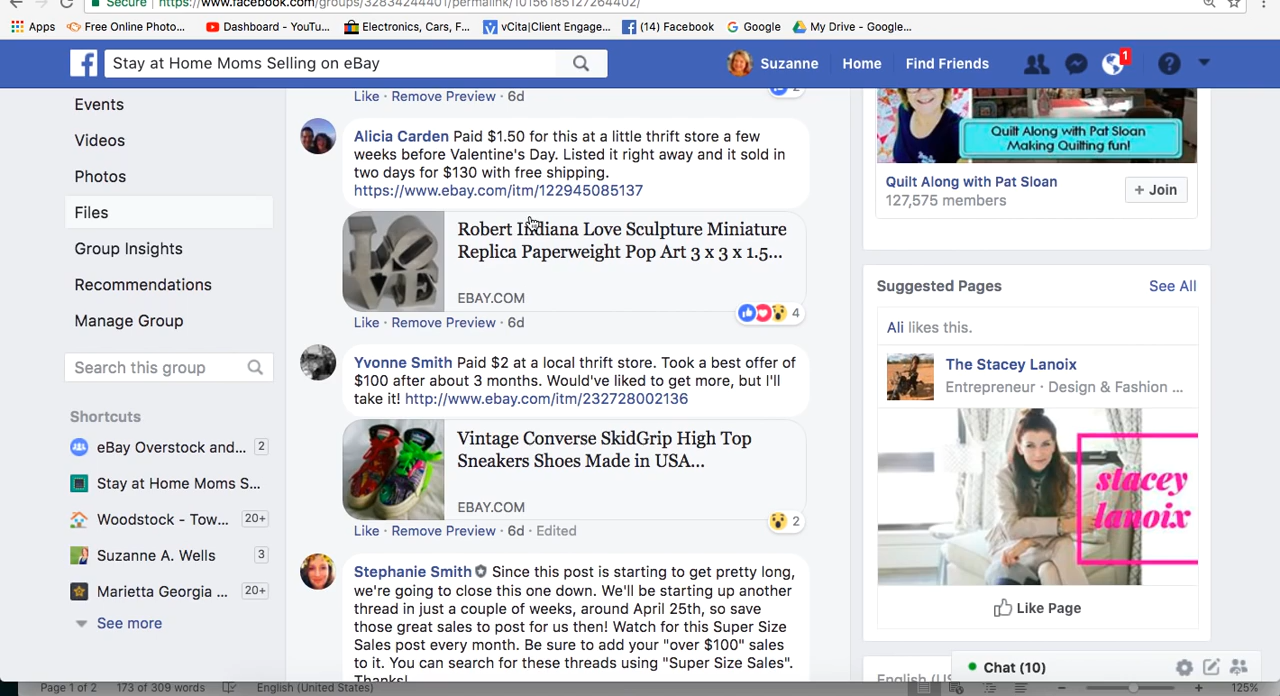 Secure https://www.facebook.com/groups/32834244401/permalink/10156185127264402/
Apps Free Online Photo... Dashboard - YouTu... Electronics, Cars, F... vCita|Client Engage... (14) Facebook Google My Drive - Google...
Stay at Home Moms Selling on eBay
Suzanne Home Find Friends 1
Events
Videos
Photos
Files
Group Insights
Recommendations
Manage Group
Search this group
Shortcuts
eBay Overstock and... 2
Stay at Home Moms S...
Woodstock - Tow... 20+
Suzanne A. Wells 3
Marietta Georgia ... 20+
See more
Like · Remove Preview · 6d
Alicia Carden Paid $1.50 for this at a little thrift store a few
weeks before Valentine's Day. Listed it right away and it sold in
two days for $130 with free shipping.
https://www.ebay.com/itm/122945085137
LOVE
Robert Indiana Love Sculpture Miniature
Replica Paperweight Pop Art 3 x 3 x 1.5...
EBAY.COM
4
Like · Remove Preview · 6d
Yvonne Smith Paid $2 at a local thrift store. Took a best offer of
$100 after about 3 months. Would've liked to get more, but I'll
take it! http://www.ebay.com/itm/232728002136
Vintage Converse SkidGrip High Top
Sneakers Shoes Made in USA...
EBAY.COM
2
Like · Remove Preview · 6d · Edited
Stephanie Smith Since this post is starting to get pretty long,
we're going to close this one down. We'll be starting up another
thread in just a couple of weeks, around April 25th, so save
those great sales to post for us then! Watch for this Super Size
Sales post every month. Be sure to add your "over $100" sales
to it. You can search for these threads using "Super Size Sales".
Thanks!
Quilt Along with Pat Sloan
Making Quilting fun!
Quilt Along with Pat Sloan
127,575 members
+ Join
Suggested Pages See All
Ali likes this.
The Stacey Lanoix
Entrepreneur · Design & Fashion ...
stacey
lanoix
Like Page
English (US
Chat (10)
Page 1 of 2 173 of 309 words English (United States) 125%